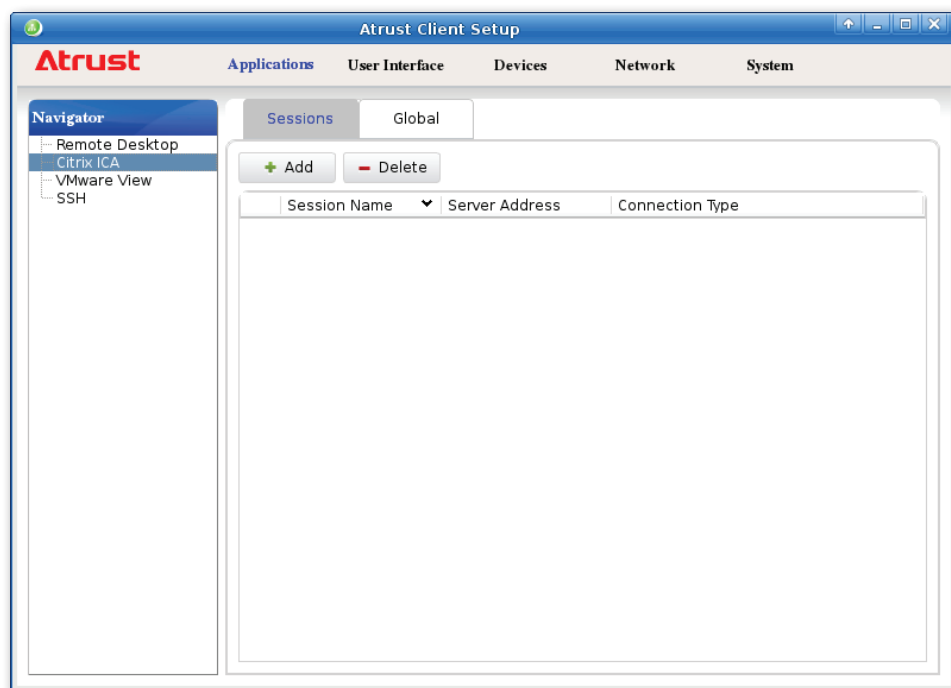 Atrust Client Setup
Atrust
Applications User Interface Devices Network System
Navigator
Remote Desktop
Citrix ICA
VMware View
SSH
Sessions Global
Add Delete
Session Name Server Address Connection Type